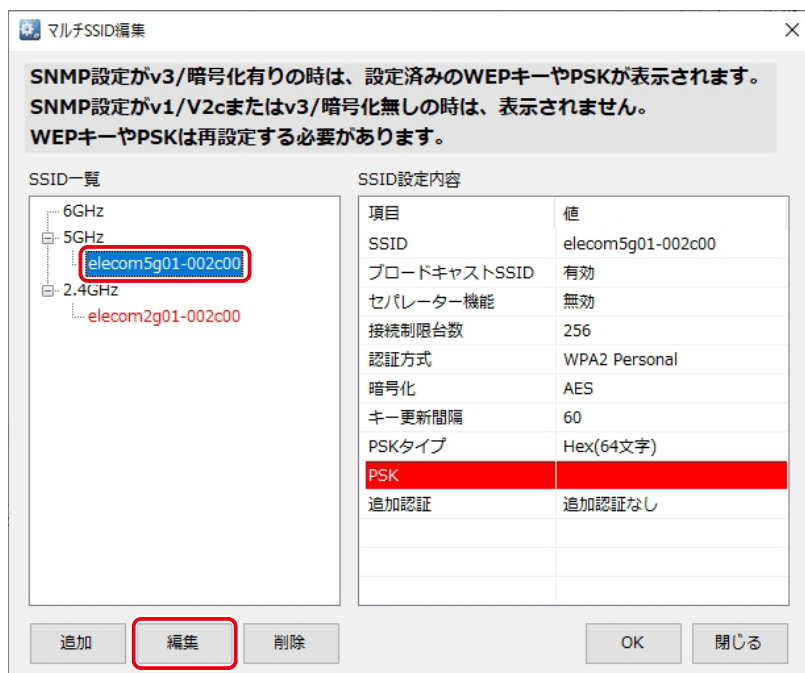 マルチSSID編集
SNMP設定がv3/暗号化有りの時は、設定済みのWEPキーやPSKが表示されます。
SNMP設定がv1/V2cまたはv3/暗号化無しの時は、表示されません。
WEPキーやPSKは再設定する必要があります。
SSID一覧
6GHz
5GHz
elecom5g01-002c00
2.4GHz
elecom2g01-002c00
SSID設定内容
項目 値
SSID elecom5g01-002c00
ブロードキャストSSID 有効
セパレーター機能 無効
接続制限台数 256
認証方式 WPA2 Personal
暗号化 AES
キー更新間隔 60
PSKタイプ Hex(64文字)
PSK
追加認証 追加認証なし
追加 編集 削除 OK 閉じる